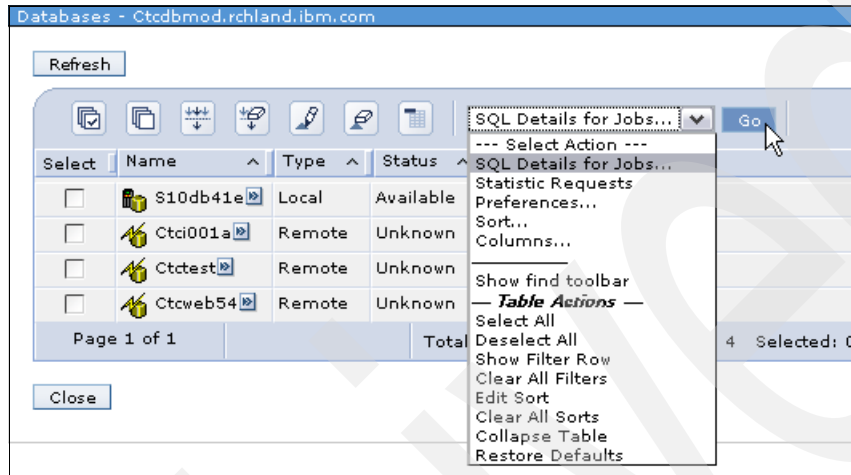 Databases - Ctcdbmod.rchland.ibm.com
Refresh
SQL Details for Jobs... Go
Select Name Type Status
S10db41e Local Available
Ctci001a Remote Unknown
Ctctest Remote Unknown
Ctcweb54 Remote Unknown
Page 1 of 1 Total 4 Selected: 0
--- Select Action ---
SQL Details for Jobs...
Statistic Requests
Preferences...
Sort...
Columns...
Show find toolbar
— Table Actions —
Select All
Deselect All
Show Filter Row
Clear All Filters
Edit Sort
Clear All Sorts
Collapse Table
Restore Defaults
Close